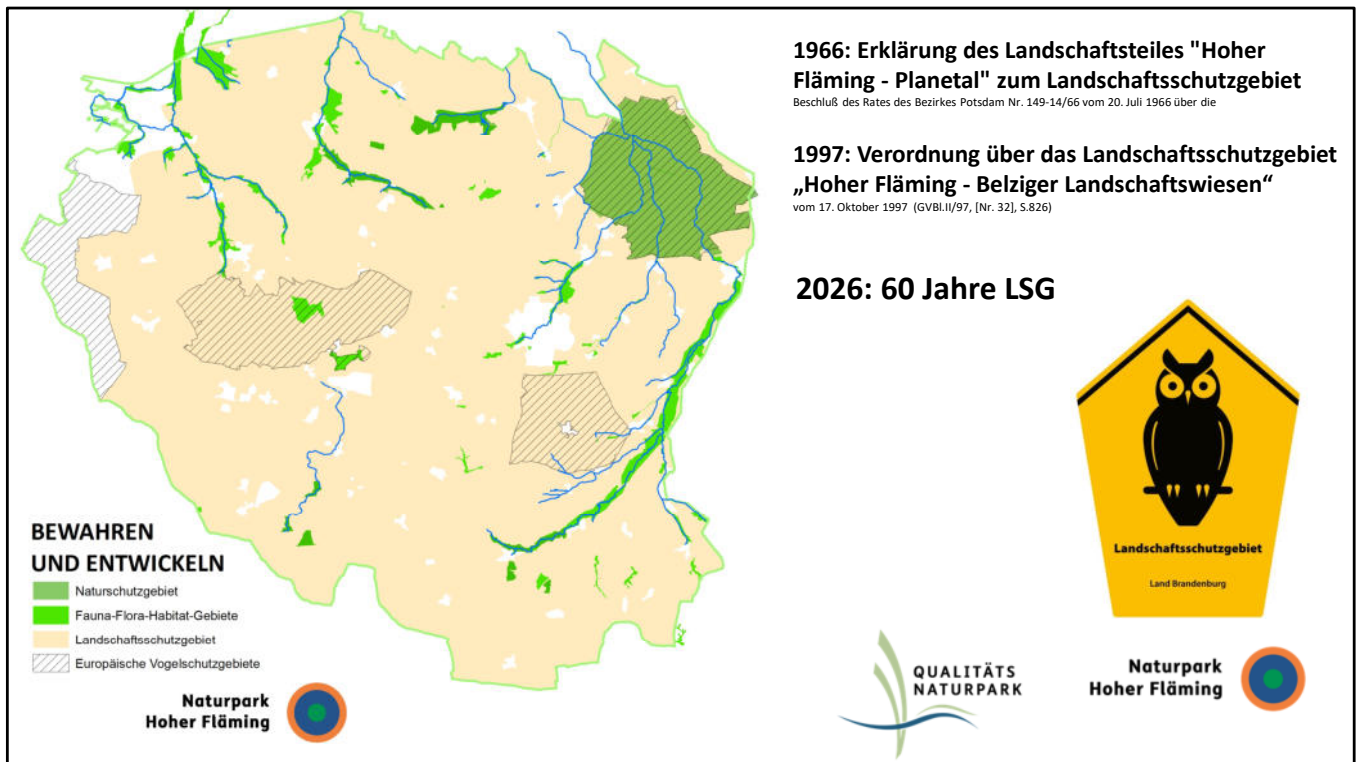 1966: Erklärung des Landschaftsteiles "Hoher
Fläming - Planetal" zum Landschaftsschutzgebiet
Beschluß des Rates des Bezirkes Potsdam Nr. 149-14/66 vom 20. Juli 1966 über die
1997: Verordnung über das Landschaftsschutzgebiet
„Hoher Fläming - Belziger Landschaftswiesen“
vom 17. Oktober 1997 (GVBl.II/97, [Nr. 32], S.826)
2026: 60 Jahre LSG
BEWAHREN
UND ENTWICKELN
Naturschutzgebiet
Fauna-Flora-Habitat-Gebiete
Landschaftsschutzgebiet
Europäische Vogelschutzgebiete
Naturpark
Hoher Fläming
Landschaftsschutzgebiet
Land Brandenburg
QUALITÄTS
NATURPARK
Naturpark
Hoher Fläming